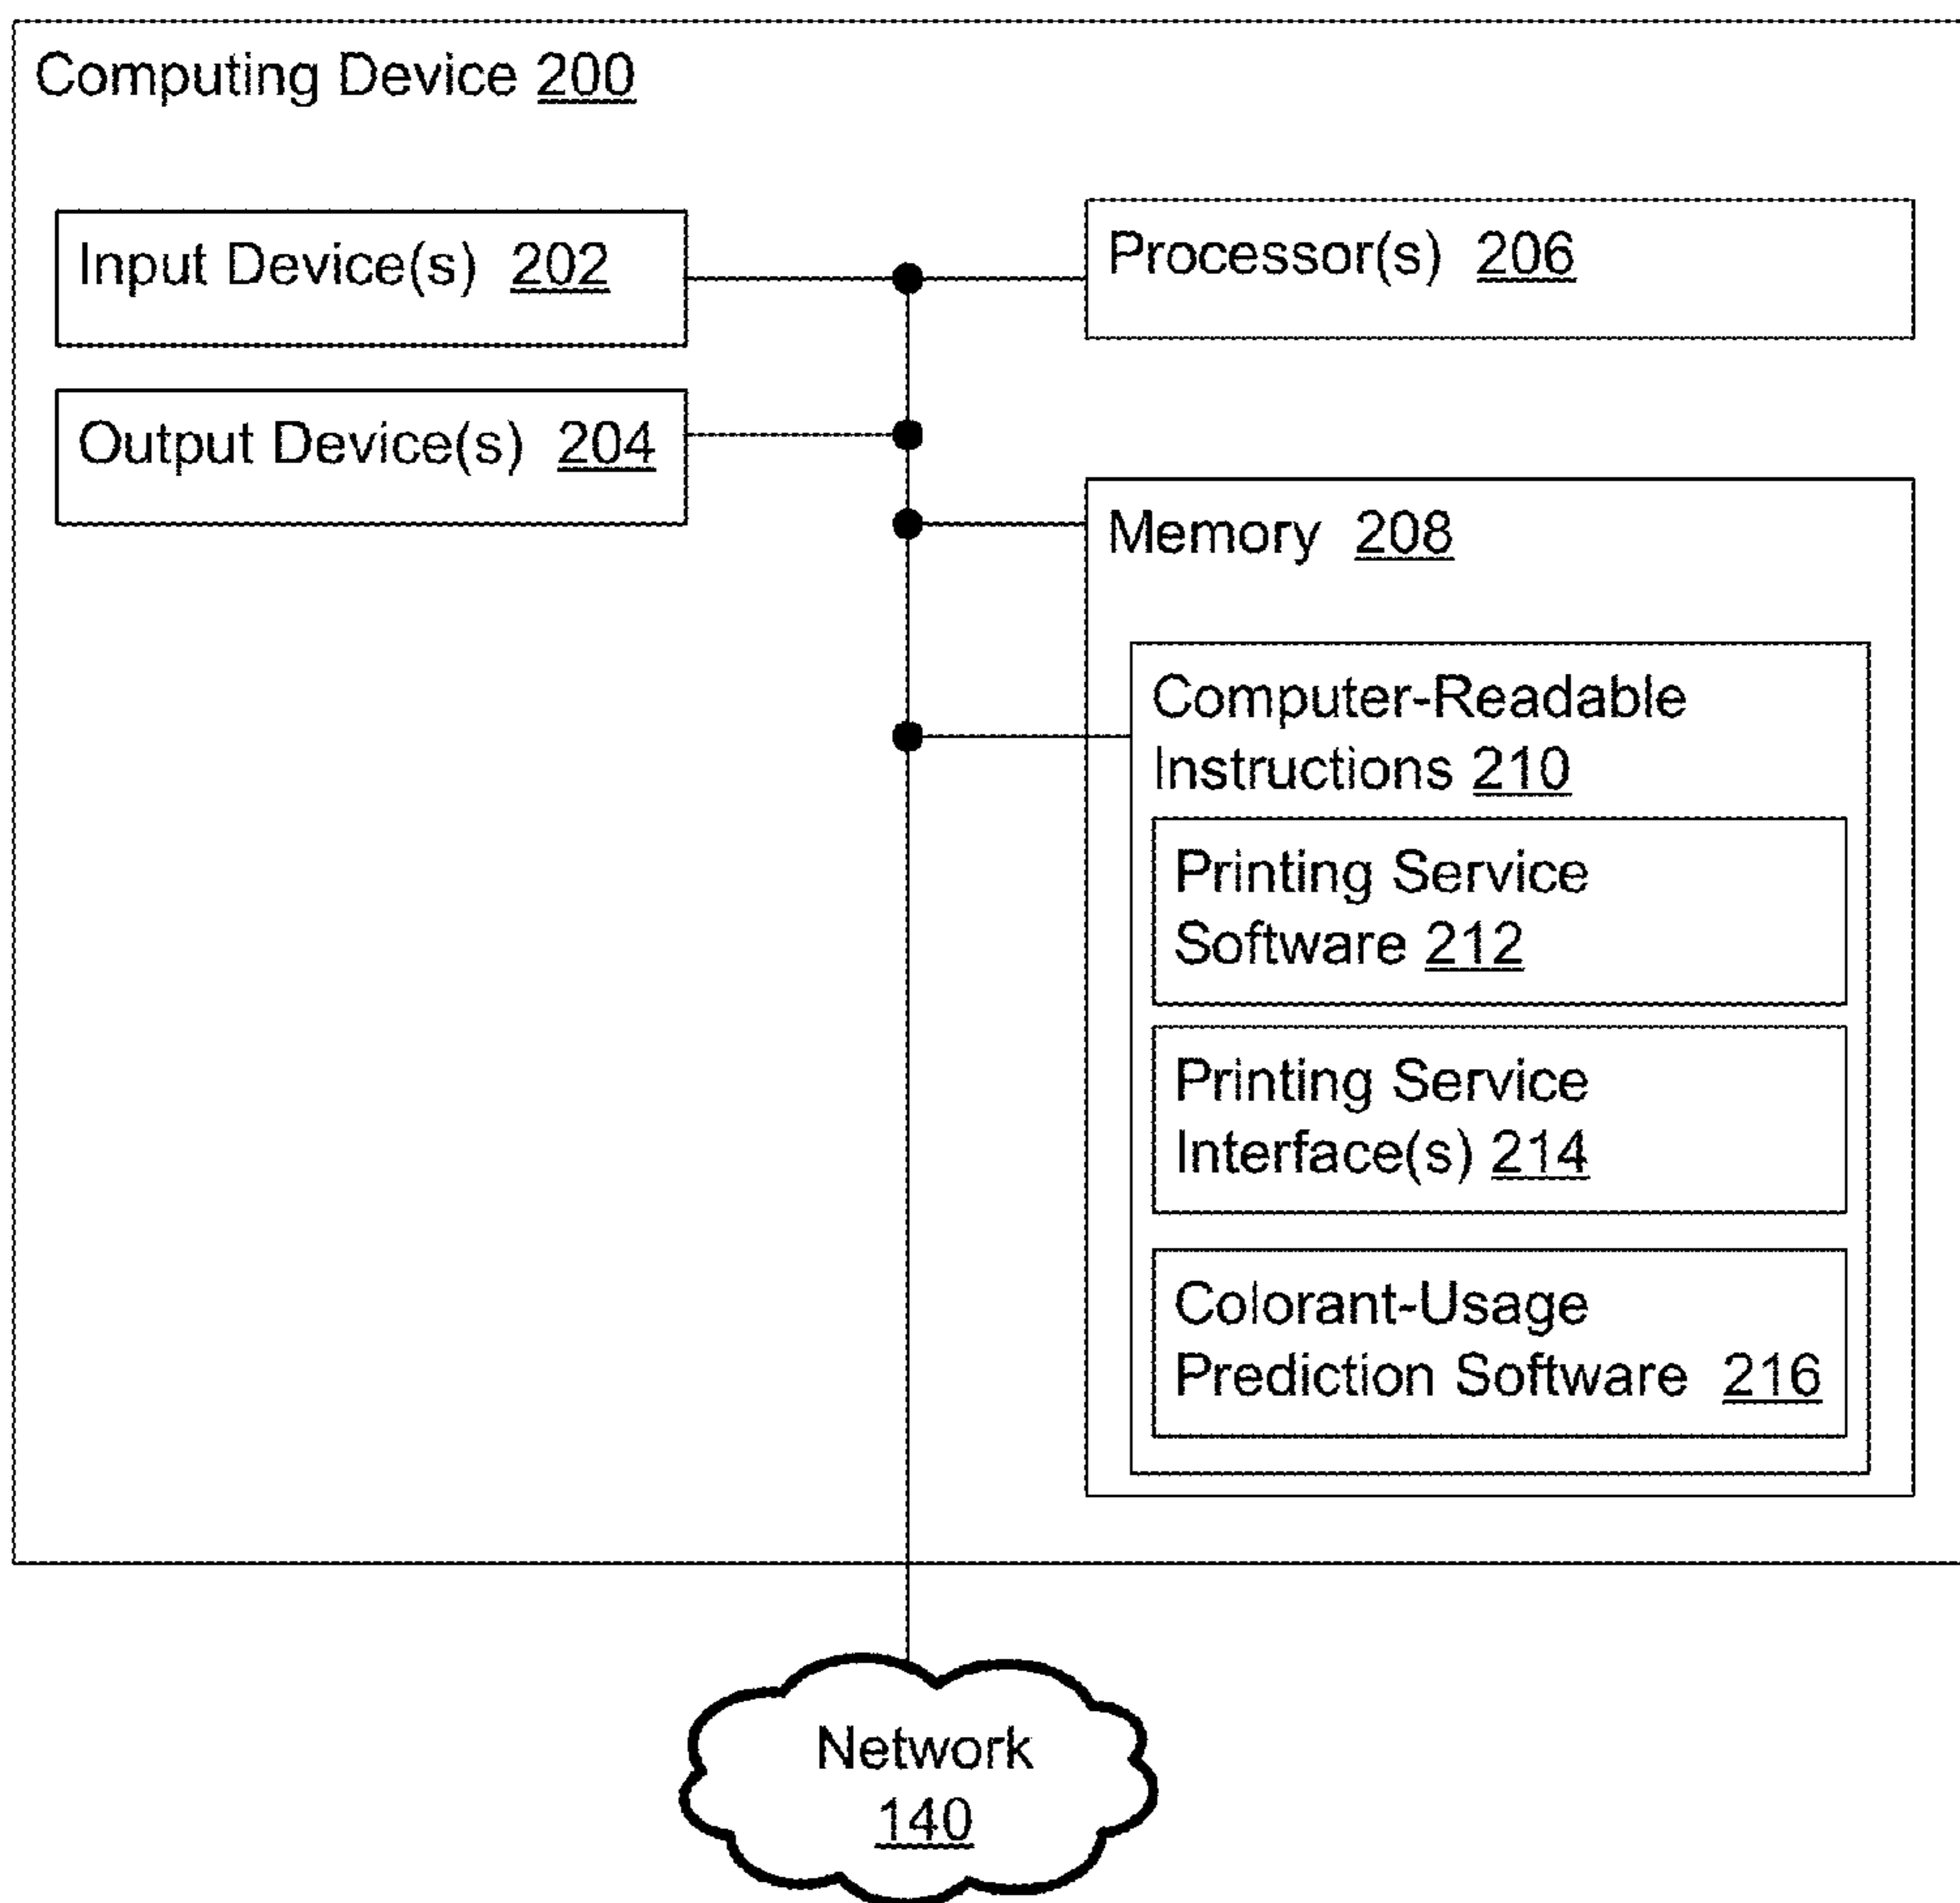 Computing Device 200
Input Device(s) 202
Processor(s) 206
Output Device(s) 204
Memory 208
Computer-Readable
Instructions 210
Printing Service
Software 212
Printing Service
Interface(s) 214
Colorant-Usage
Prediction Software 216
Network
140